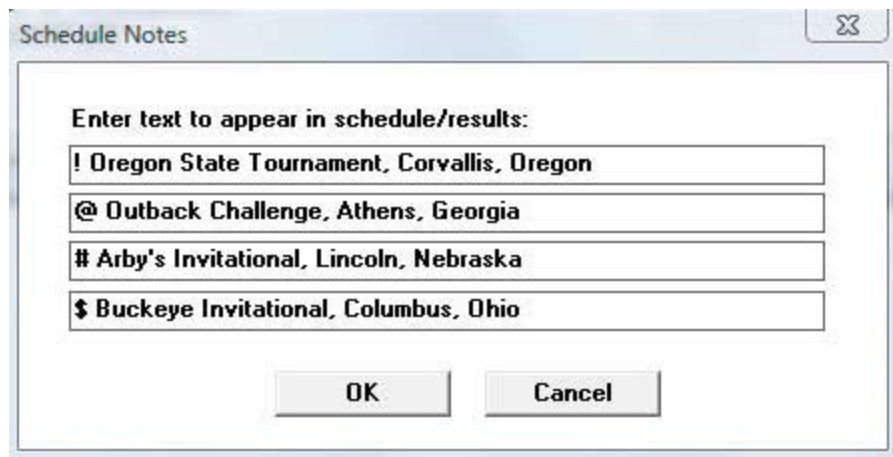 Schedule Notes
Enter text to appear in schedule/results:
! Oregon State Tournament, Corvallis, Oregon
@ Outback Challenge, Athens, Georgia
# Arby's Invitational, Lincoln, Nebraska
$ Buckeye Invitational, Columbus, Ohio
OK Cancel